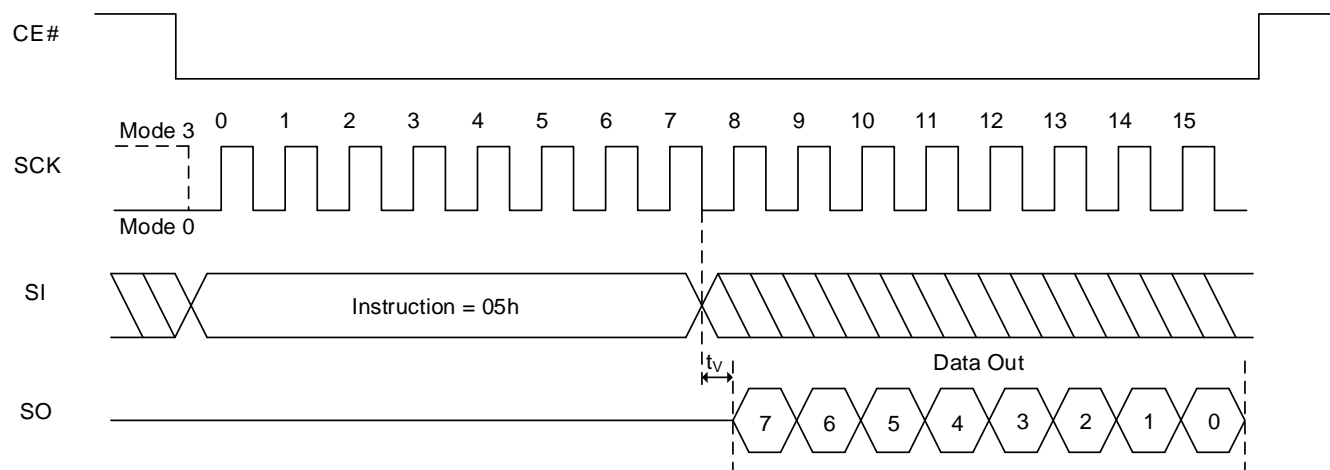 CE#
0 1 2 3 4 5 6 7 8 9 10 11 12 13 14 15
Mode 3
SCK
Mode 0
SI
Instruction = 05h
tV
Data Out
SO
7 6 5 4 3 2 1 0